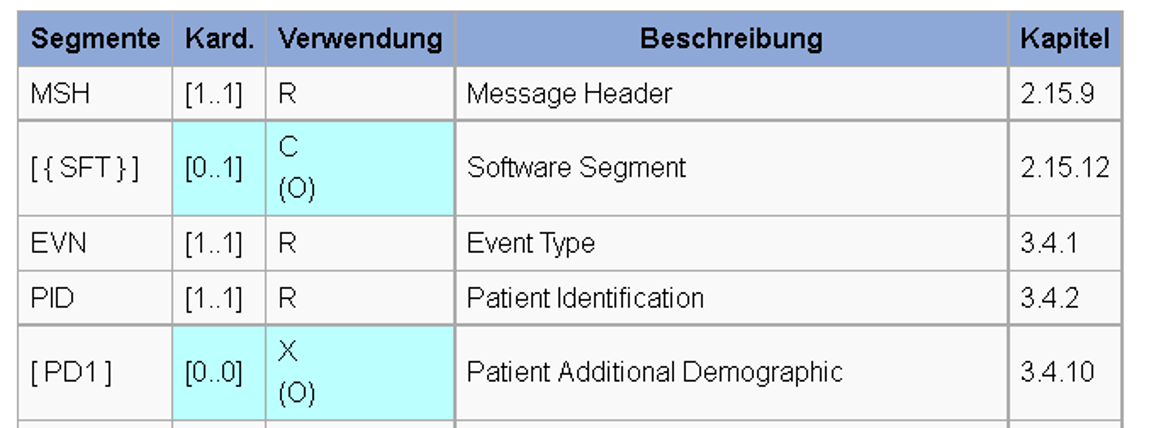 Segmente Kard. Verwendung Beschreibung Kapitel
MSH [1..1] R Message Header 2.15.9
[ { SFT } ] [0..1] C (O) Software Segment 2.15.12
EVN [1..1] R Event Type 3.4.1
PID [1..1] R Patient Identification 3.4.2
[ PD1 ] [0..0] X (O) Patient Additional Demographic 3.4.10